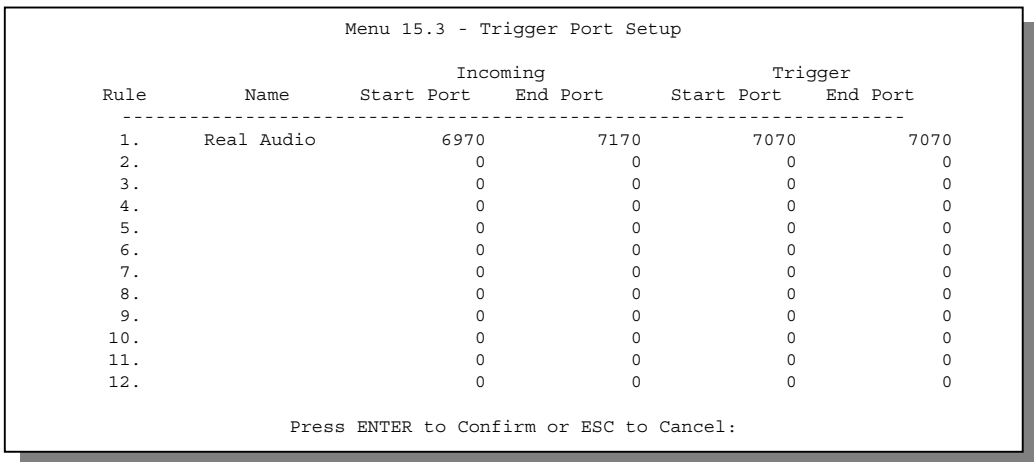 Menu 15.3 - Trigger Port Setup
Incoming Trigger
Rule Name Start Port End Port Start Port End Port
----------------------------------------------------------------------
1. Real Audio 6970 7170 7070 7070
2. 0 0 0 0
3. 0 0 0 0
4. 0 0 0 0
5. 0 0 0 0
6. 0 0 0 0
7. 0 0 0 0
8. 0 0 0 0
9. 0 0 0 0
10. 0 0 0 0
11. 0 0 0 0
12. 0 0 0 0
Press ENTER to Confirm or ESC to Cancel: